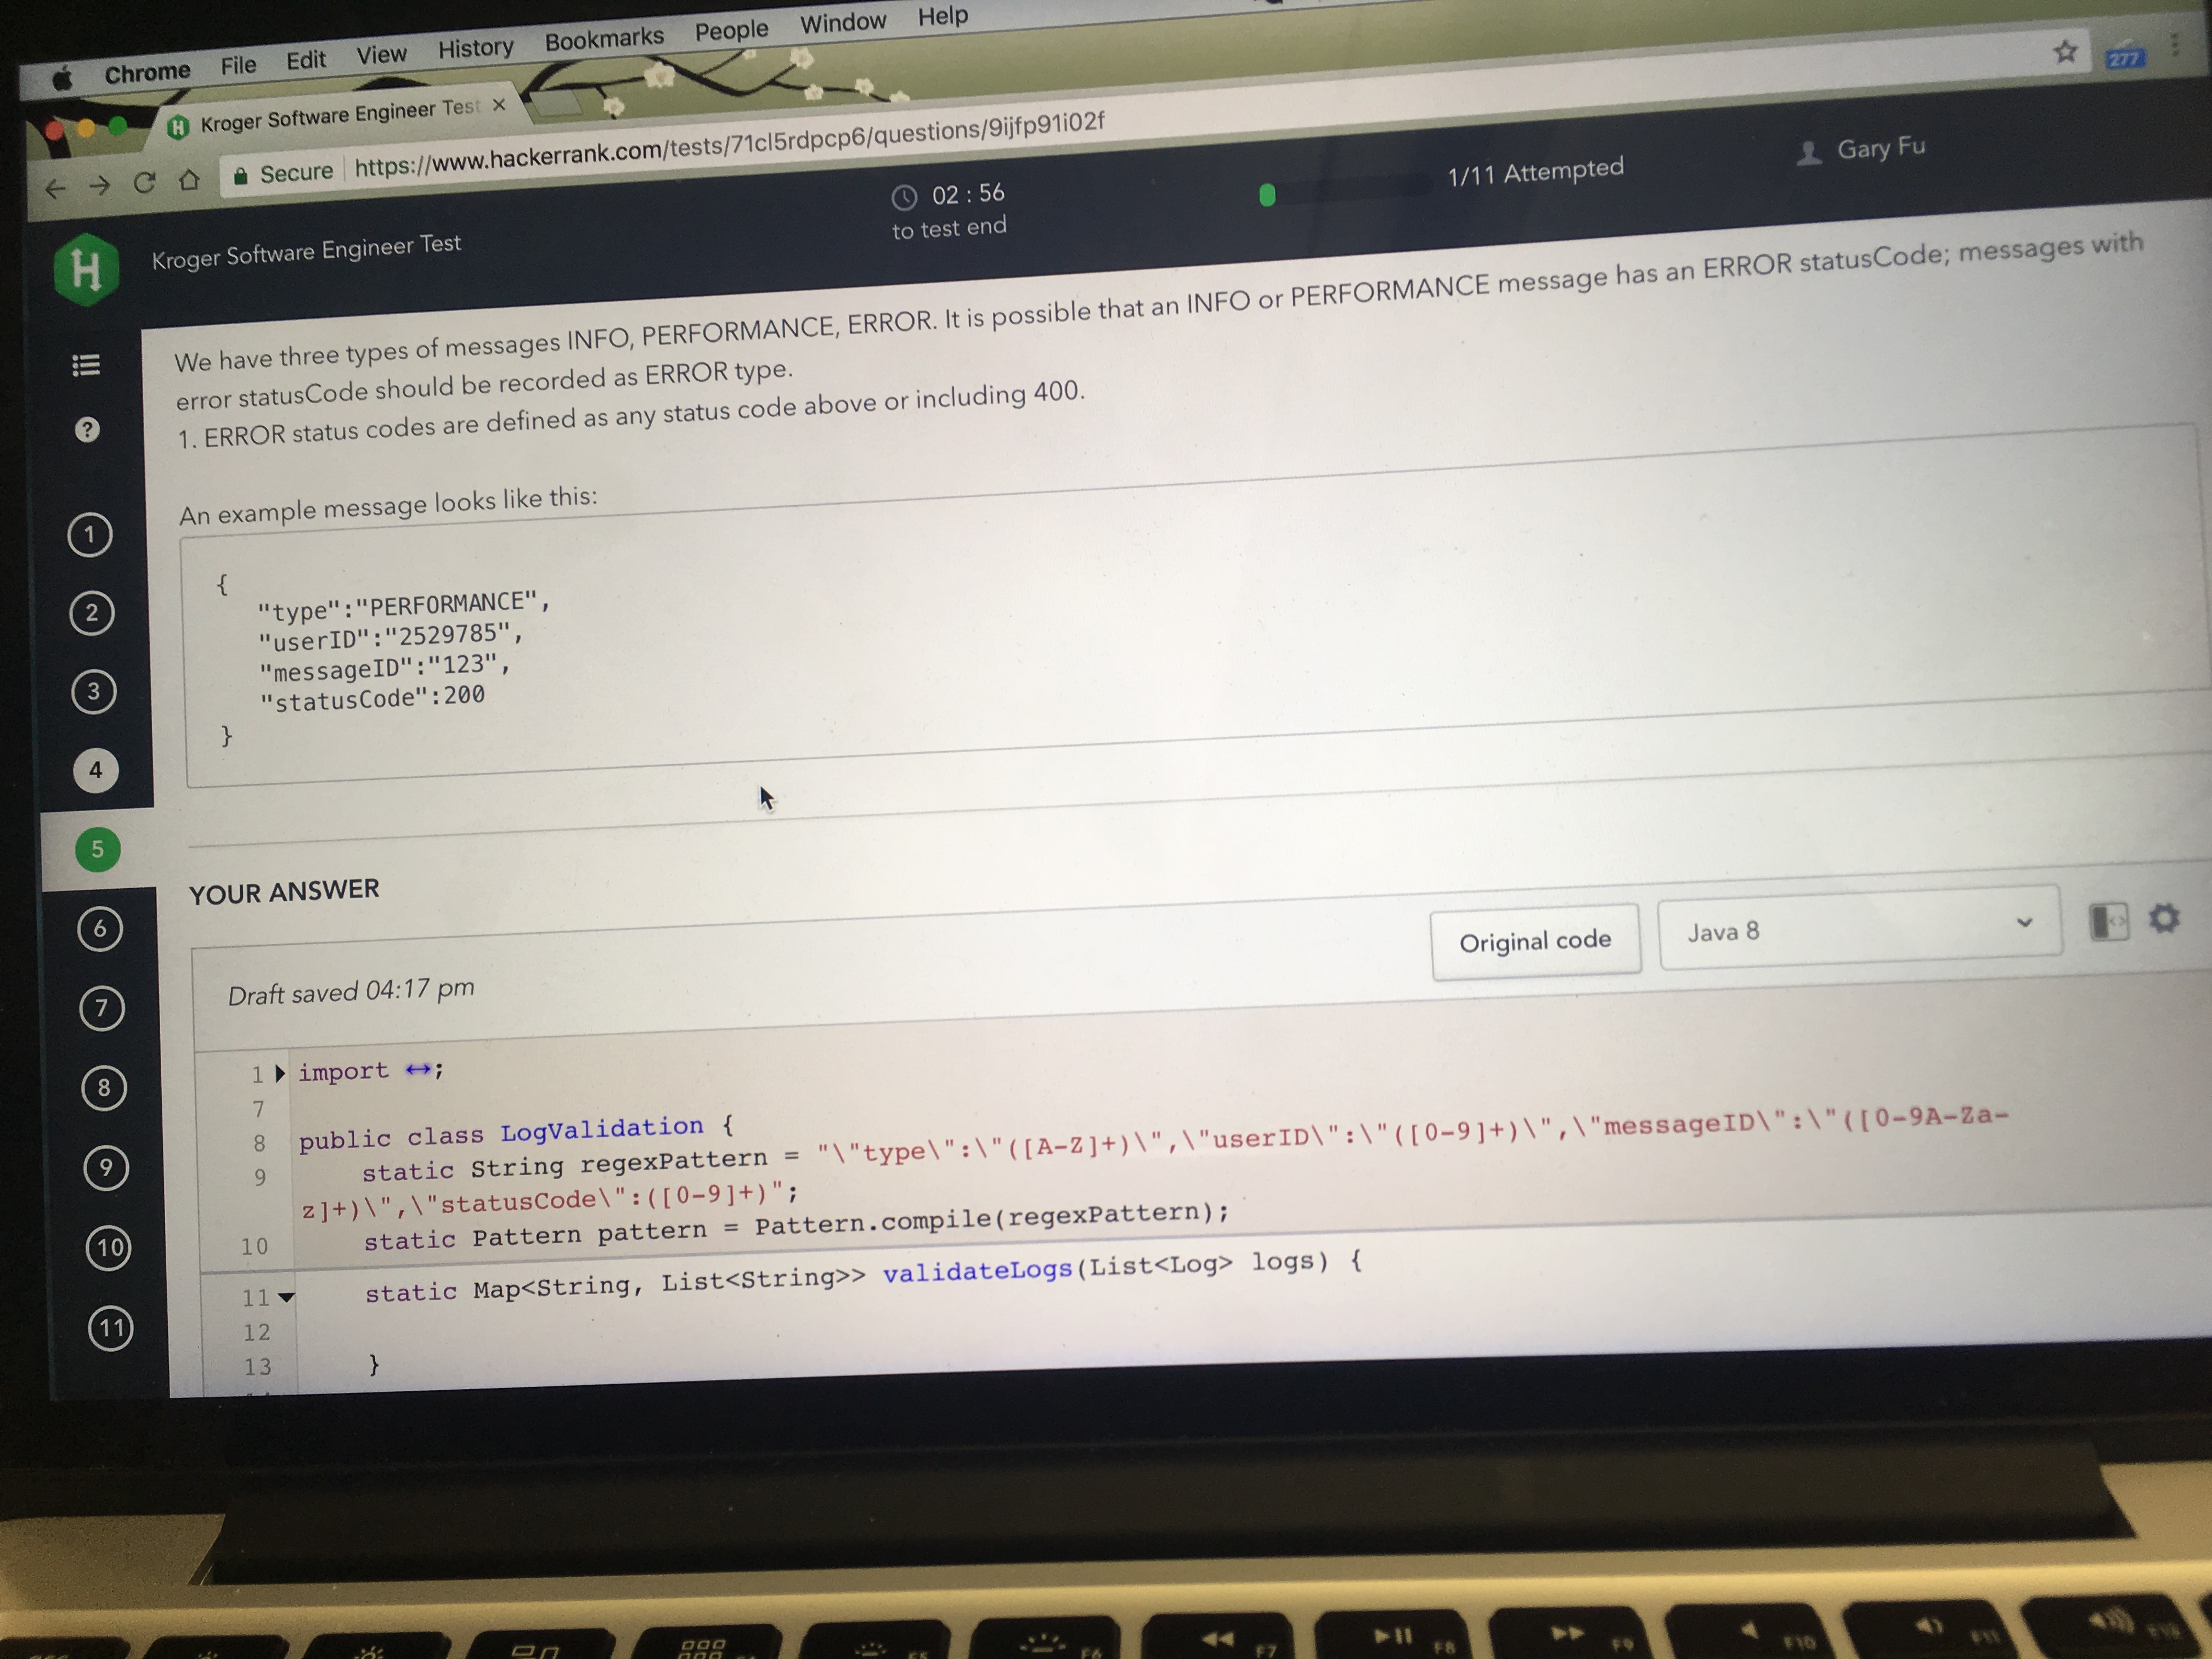 Chrome File Edit View History Bookmarks People Window Help
Kroger Software Engineer Test ×
Secure https://www.hackerrank.com/tests/71cl5rdpcp6/questions/9ijfp91i02f
277
Kroger Software Engineer Test
02 : 56
to test end
1/11 Attempted
Gary Fu
We have three types of messages INFO, PERFORMANCE, ERROR. It is possible that an INFO or PERFORMANCE message has an ERROR statusCode; messages with
error statusCode should be recorded as ERROR type.
1. ERROR status codes are defined as any status code above or including 400.
An example message looks like this:
{
"type":"PERFORMANCE",
"userID":"2529785",
"messageID":"123",
"statusCode":200
}
?
1
2
3
4
5
6
7
8
9
10
11
YOUR ANSWER
Original code
Java 8
Draft saved 04:17 pm
1 import ↔;
7
8 public class LogValidation {
9 static String regexPattern = "\"type\":\"([A-Z]+)\",\"userID\":\"([0-9]+)\",\"messageID\":\"([0-9A-Za-
z]+)\",\"statusCode\":([0-9]+)";
10 static Pattern pattern = Pattern.compile(regexPattern);
11 static Map<String, List<String>> validateLogs(List<Log> logs) {
12
13 }
F5
F6
F7
F8
F9
F10
F11
F12